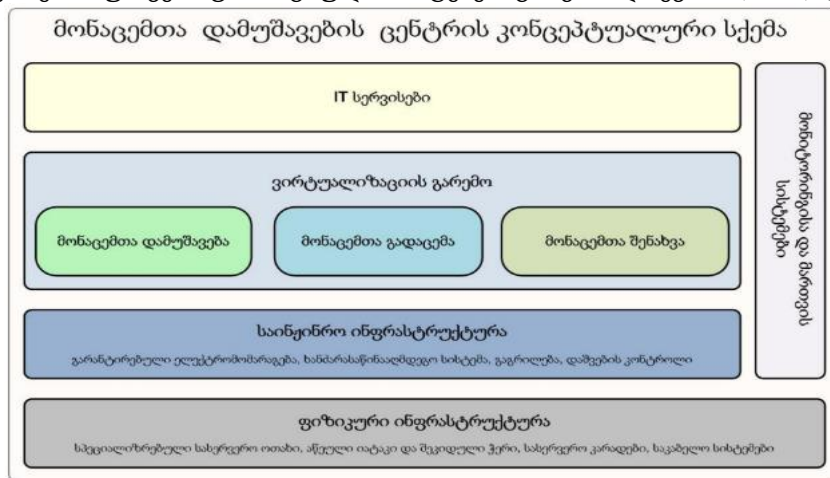 მონაცემთა დამუშავების ცენტრის კონცეპტუალური სქემა
IT სერვისები
ვირტუალიზაციის გარემო
მონაცემთა დამუშავება
მონაცემთა გადაცემა
მონაცემთა შენახვა
საინჟინრო ინფრასტრუქტურა
გარანტირებული ელექტრომომარაგება, ხანძარსაწინააღმდეგო სისტემა, გაგრილება, დაშვების კონტროლი
ფიზიკური ინფრასტრუქტურა
სპეციალიზრებული სასერვერო ოთახი, აწეული იატაკი და შეკიდული ჭერი, სასერვერო კარადები, საკაბელო სისტემები
მონიტორინგისა და მართვის
სისტემები